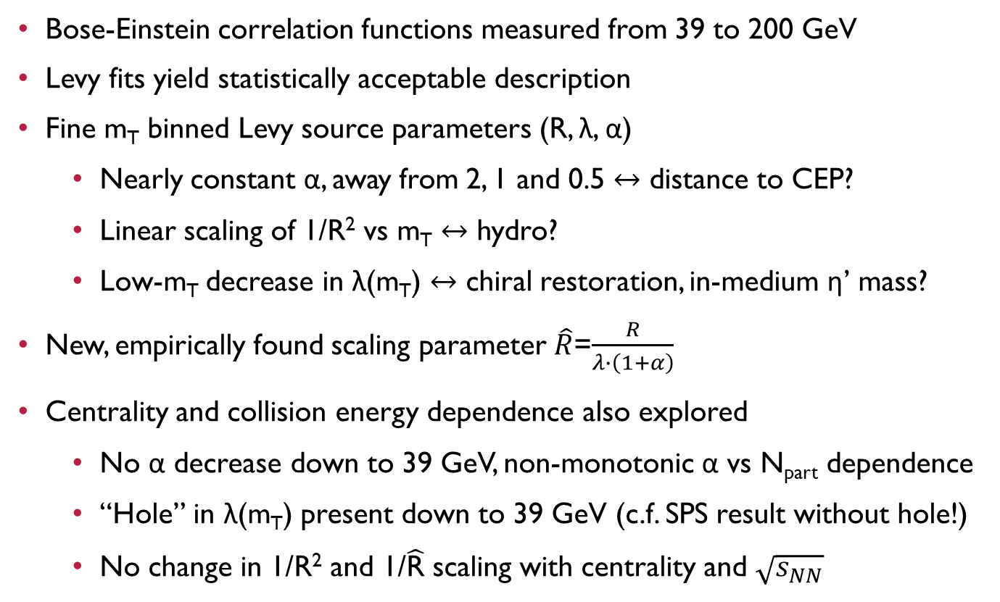 • Bose-Einstein correlation functions measured from 39 to 200 GeV
• Levy fits yield statistically acceptable description
• Fine m_T binned Levy source parameters (R, λ, α)
• Nearly constant α, away from 2, 1 and 0.5 ↔ distance to CEP?
• Linear scaling of 1/R² vs m_T ↔ hydro?
• Low-m_T decrease in λ(m_T) ↔ chiral restoration, in-medium η’ mass?
• New, empirically found scaling parameter R̂=R/(λ·(1+α))
• Centrality and collision energy dependence also explored
• No α decrease down to 39 GeV, non-monotonic α vs N_part dependence
• “Hole” in λ(m_T) present down to 39 GeV (c.f. SPS result without hole!)
• No change in 1/R² and 1/R̂ scaling with centrality and √s_NN